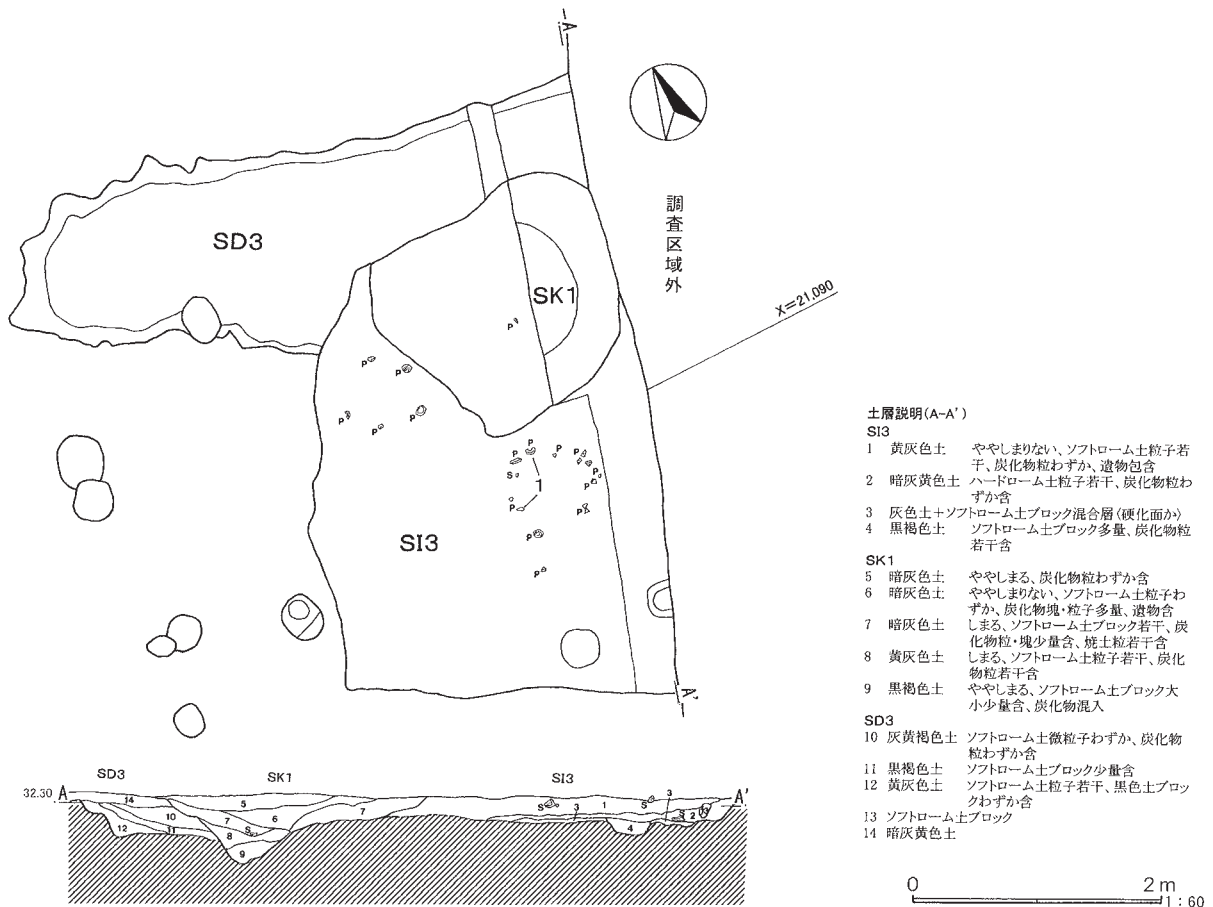 A
調査区域外
SD3
SK1
X=21,090
P
P
P
P
P
P
P
P
P
P
P
P
S
P
1
P
P
SI3
P
P
A'
土層説明(A-A')
SI3
1 黄灰色土 ややしまりない、ソフトローム土粒子若
干、炭化物粒わずか、遺物包含
2 暗灰黄色土 ハードローム土粒子若干、炭化物粒わ
ずか含
3 灰色土+ソフトローム土ブロック混合層(硬化面か)
4 黒褐色土 ソフトローム土ブロック多量、炭化物粒
若干含
SK1
5 暗灰色土 ややしまる、炭化物粒わずか含
6 暗灰色土 ややしまりない、ソフトローム土粒子わ
ずか、炭化物塊・粒子多量、遺物含
7 暗灰色土 しまる、ソフトローム土ブロック若干、炭
化物粒・塊少量含、焼土粒若干含
8 黄灰色土 しまる、ソフトローム土粒子若干、炭化
物粒若干含
9 黒褐色土 ややしまる、ソフトローム土ブロック大
小少量含、炭化物混入
SD3
10 灰黄褐色土 ソフトローム土微粒子わずか、炭化物
粒わずか含
11 黒褐色土 ソフトローム土ブロック少量含
12 黄灰色土 ソフトローム土粒子若干、黒色土ブロッ
クわずか含
13 ソフトローム土ブロック
14 暗灰黄色土
SD3 SK1 SI3
32.30 A A'
14 5 3 S 1 S 3
10 7 6 7 3 2
12 11 8 S 4
9
0 2m
1:60